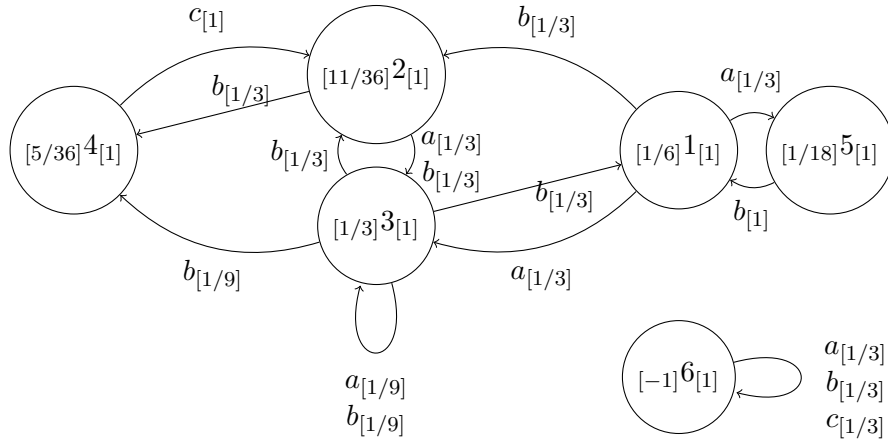 c[1]
b[1/3]
a[1/3]
[11/36]2[1]
b[1/3]
[5/36]4[1]
b[1/3]
a[1/3]
b[1/3]
[1/6]1[1]
[1/18]5[1]
b[1/3]
b[1]
[1/3]3[1]
b[1/9]
a[1/3]
a[1/9]
b[1/9]
[-1]6[1]
a[1/3]
b[1/3]
c[1/3]